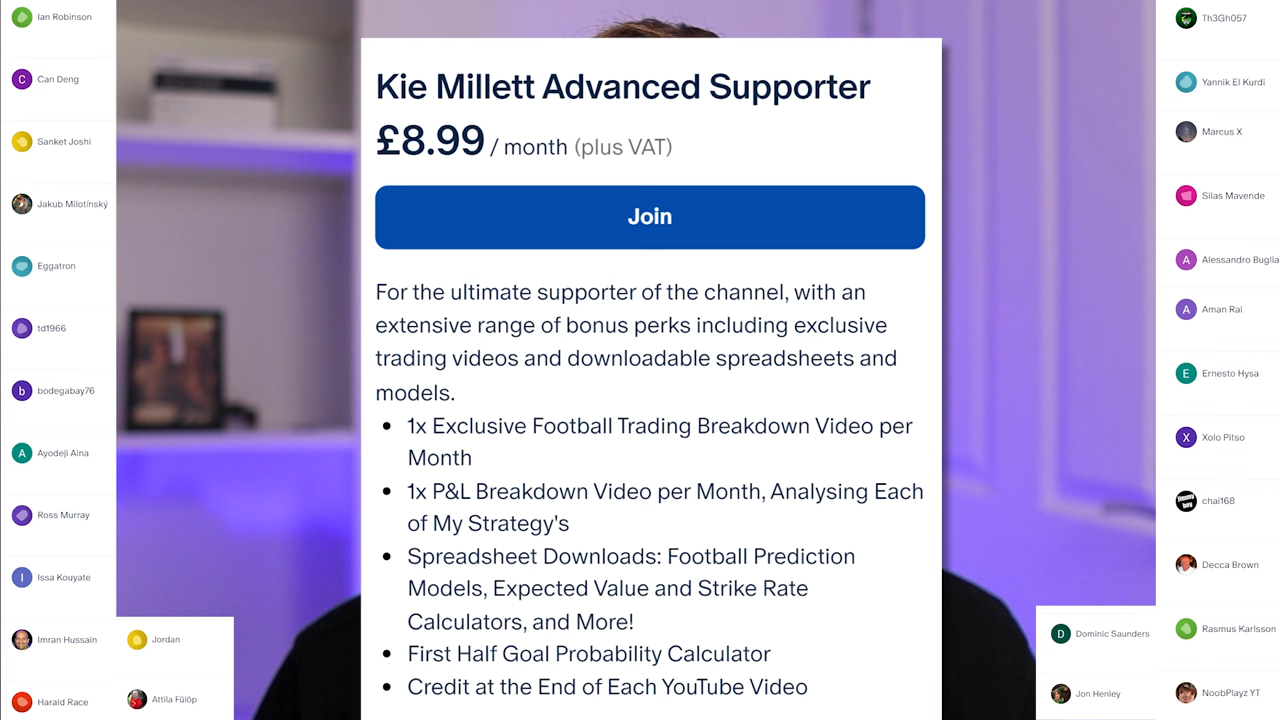 Ian Robinson
C
Can Deng
Sanket Joshi
Jakub Milotínský
Eggatron
td1966
b
bodegabay76
A
Ayodeji Aina
Ross Murray
I
Issa Kouyate
Imran Hussain
Harald Race
Jordan
Attila Fülöp
Kie Millett Advanced Supporter
£8.99 / month (plus VAT)
Join
For the ultimate supporter of the channel, with an
extensive range of bonus perks including exclusive
trading videos and downloadable spreadsheets and
models.
• 1x Exclusive Football Trading Breakdown Video per
Month
• 1x P&L Breakdown Video per Month, Analysing Each
of My Strategy's
• Spreadsheet Downloads: Football Prediction
Models, Expected Value and Strike Rate
Calculators, and More!
• First Half Goal Probability Calculator
• Credit at the End of Each YouTube Video
D
Dominic Saunders
Jon Henley
Th3Gh057
Yannik El Kurdi
Marcus X
Silas Mavende
A
Alessandro Buglia
A
Aman Rai
E
Ernesto Hysa
X
Xolo Pitso
chai168
Decca Brown
Rasmus Karlsson
NoobPlayz YT